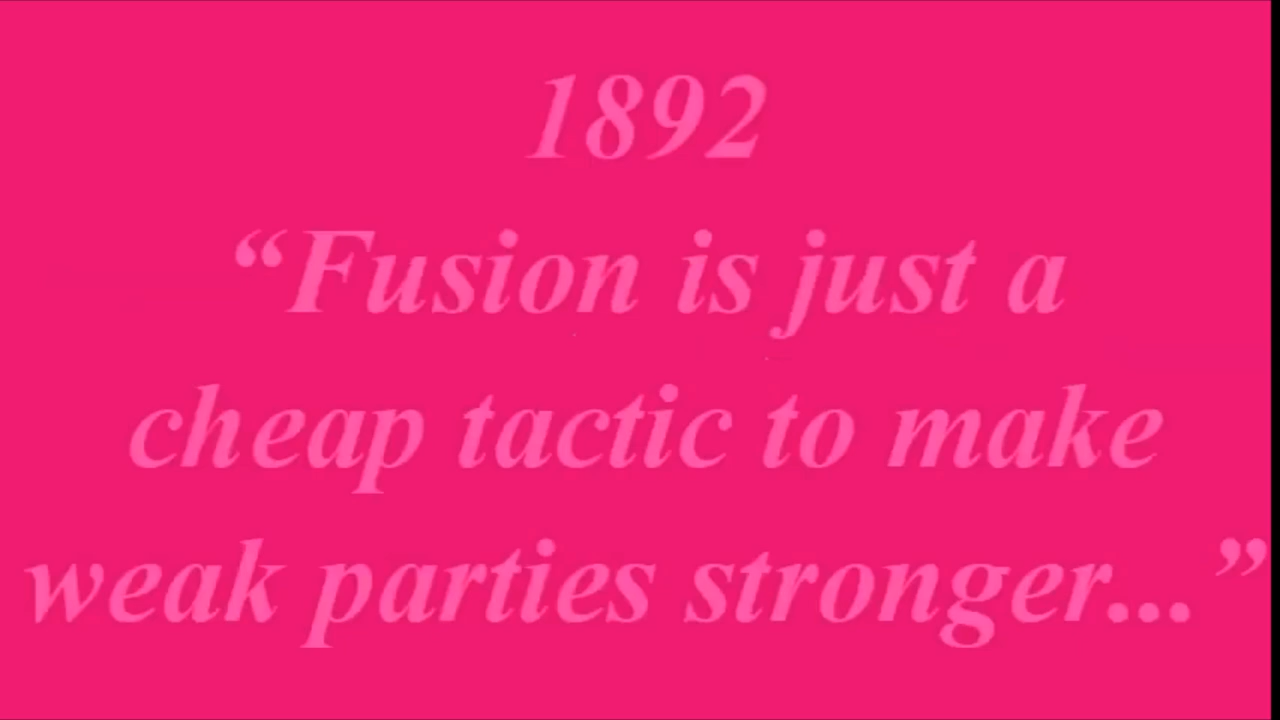 1892
“Fusion is just a
cheap tactic to make
weak parties stronger...”